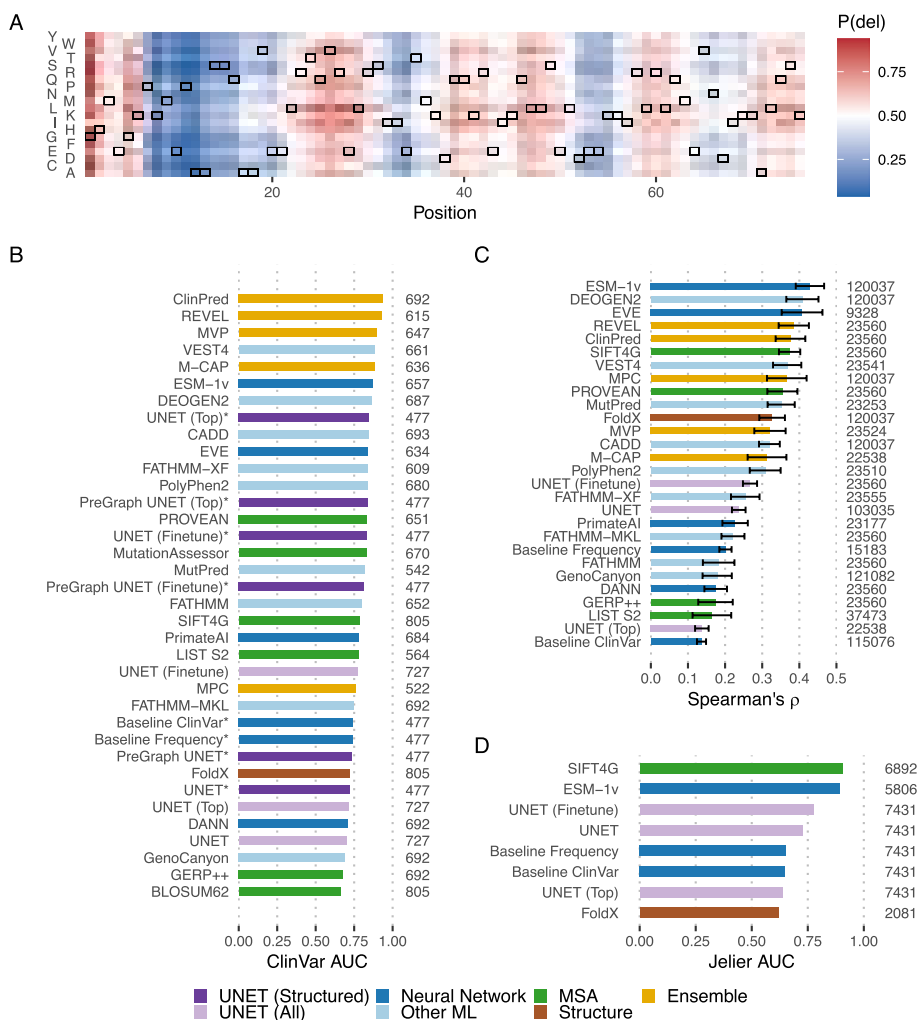 A
Y
W
V
T
S
R
Q
P
N
M
L
K
I
H
G
F
E
D
C
A
20
40
60
Position
P(del)
0.75
0.50
0.25
B
ClinPred 692
REVEL 615
MVP 647
VEST4 661
M−CAP 636
ESM−1v 657
DEOGEN2 687
UNET (Top)* 477
CADD 693
EVE 634
FATHMM−XF 609
PolyPhen2 680
PreGraph UNET (Top)* 477
PROVEAN 651
UNET (Finetune)* 477
MutationAssessor 670
MutPred 542
PreGraph UNET (Finetune)* 477
FATHMM 652
SIFT4G 805
PrimateAI 684
LIST S2 564
UNET (Finetune) 727
MPC 522
FATHMM−MKL 692
Baseline ClinVar* 477
Baseline Frequency* 477
PreGraph UNET* 477
FoldX 805
UNET* 477
UNET (Top) 727
DANN 692
UNET 727
GenoCanyon 692
GERP++ 692
BLOSUM62 805
0.00 0.25 0.50 0.75 1.00
ClinVar AUC
C
ESM−1v 120037
DEOGEN2 120037
EVE 9328
REVEL 23560
ClinPred 23560
SIFT4G 23560
VEST4 23541
MPC 120037
PROVEAN 23560
MutPred 23253
FoldX 120037
MVP 23524
CADD 120037
M−CAP 22538
PolyPhen2 23510
UNET (Finetune) 23560
FATHMM−XF 23555
UNET 103035
PrimateAI 23177
FATHMM−MKL 23560
Baseline Frequency 15183
FATHMM 23560
GenoCanyon 121082
DANN 23560
GERP++ 23560
LIST S2 37473
UNET (Top) 22538
Baseline ClinVar 115076
0.0 0.1 0.2 0.3 0.4 0.5
Spearman's ρ
D
SIFT4G 6892
ESM−1v 5806
UNET (Finetune) 7431
UNET 7431
Baseline Frequency 7431
Baseline ClinVar 7431
UNET (Top) 7431
FoldX 2081
0.00 0.25 0.50 0.75 1.00
Jelier AUC
UNET (Structured) Neural Network MSA Ensemble
UNET (All) Other ML Structure